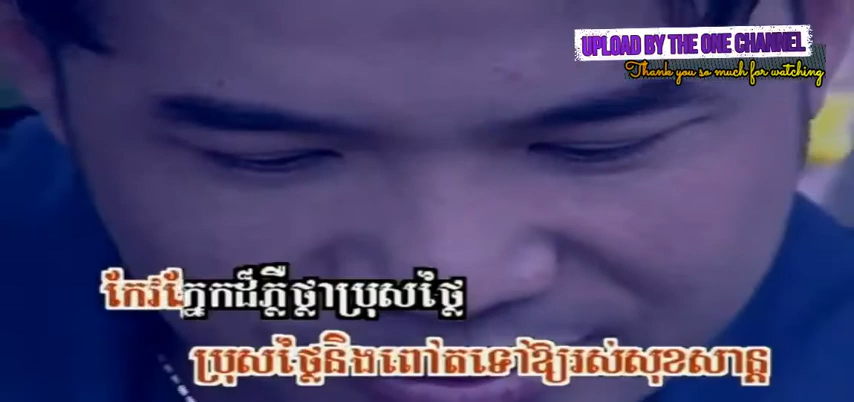 UPLOAD BY THE ONE CHANNEL
Thank you so much for watching
កែវភ្នែកដ៏ភ្លឺថ្លាប្រុសថ្លៃ
ប្រុសថ្លៃនិងពៅតទៅឱ្យរស់សុខសាន្ត